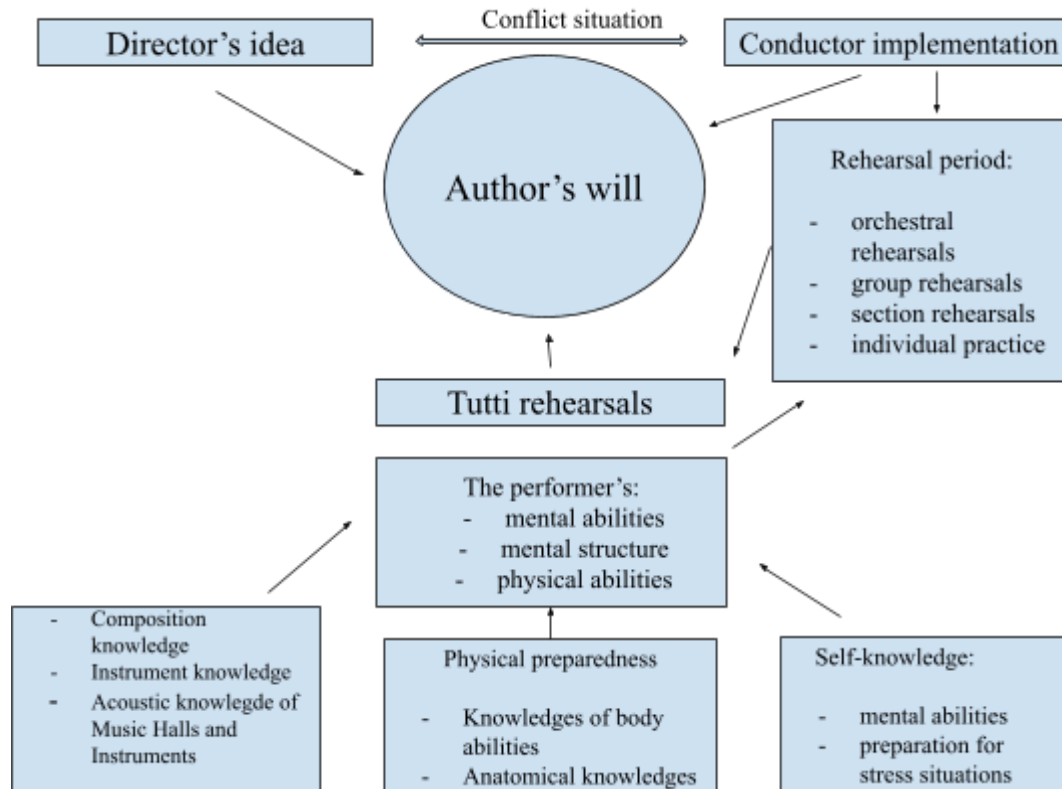 Conflict situation
Director's idea
Conductor implementation
Author's will
Rehearsal period:
- orchestral
rehearsals
- group rehearsals
- section rehearsals
- individual practice
Tutti rehearsals
The performer's:
- mental abilities
- mental structure
- physical abilities
- Composition
knowledge
- Instrument knowledge
- Acoustic knowlegde of
Music Halls and
Instruments
Physical preparedness
- Knowledges of body
abilities
- Anatomical knowledges
Self-knowledge:
- mental abilities
- preparation for
stress situations